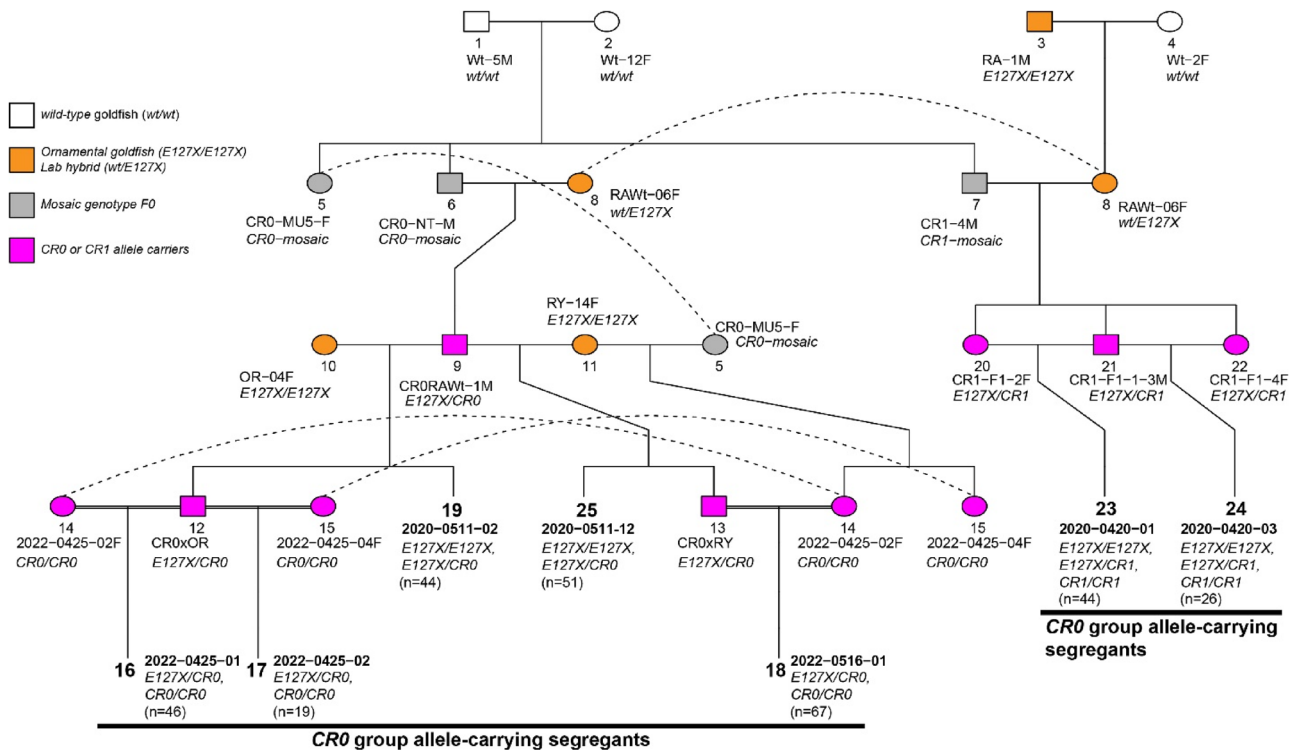 1
Wt−5M
wt/wt
2
Wt−12F
wt/wt
3
RA−1M
E127X/E127X
4
Wt−2F
wt/wt
wild-type goldfish (wt/wt)
Ornamental goldfish (E127X/E127X)
Lab hybrid (wt/E127X)
Mosaic genotype F0
CR0 or CR1 allele carriers
5
CR0−MU5−F
CR0−mosaic
6
CR0−NT−M
CR0−mosaic
8
RAWt−06F
wt/E127X
7
CR1−4M
CR1−mosaic
8
RAWt−06F
wt/E127X
10
OR−04F
E127X/E127X
9
CR0RAWt−1M
E127X/CR0
RY−14F
E127X/E127X
11
CR0−MU5−F
CR0−mosaic
5
20
CR1−F1−2F
E127X/CR1
21
CR1−F1−1−3M
E127X/CR1
22
CR1−F1−4F
E127X/CR1
14
2022−0425−02F
CR0/CR0
12
CR0xOR
E127X/CR0
15
2022−0425−04F
CR0/CR0
19
2020−0511−02
E127X/E127X,
E127X/CR0
(n=44)
25
2020−0511−12
E127X/E127X,
E127X/CR0
(n=51)
13
CR0xRY
E127X/CR0
14
2022−0425−02F
CR0/CR0
15
2022−0425−04F
CR0/CR0
23
2020−0420−01
E127X/E127X,
E127X/CR1,
CR1/CR1
(n=44)
24
2020−0420−03
E127X/E127X,
E127X/CR1,
CR1/CR1
(n=26)
CR0 group allele-carrying
segregants
16
2022−0425−01
E127X/CR0,
CR0/CR0
(n=46)
17
2022−0425−02
E127X/CR0,
CR0/CR0
(n=19)
18
2022−0516−01
E127X/CR0,
CR0/CR0
(n=67)
CR0 group allele-carrying segregants